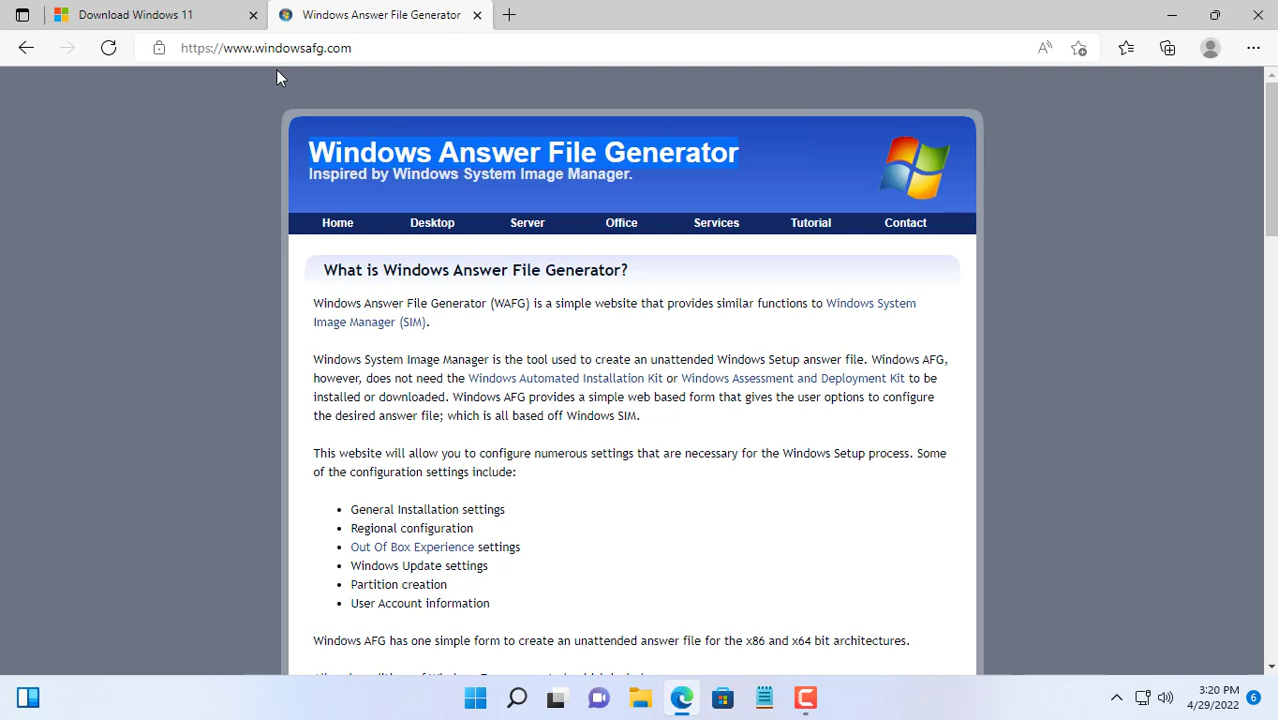 Download Windows 11
Windows Answer File Generator
https://www.windowsafg.com
Windows Answer File Generator
Inspired by Windows System Image Manager.
Home Desktop Server Office Services Tutorial Contact
What is Windows Answer File Generator?
Windows Answer File Generator (WAFG) is a simple website that provides similar functions to Windows System
Image Manager (SIM).
Windows System Image Manager is the tool used to create an unattended Windows Setup answer file. Windows AFG,
however, does not need the Windows Automated Installation Kit or Windows Assessment and Deployment Kit to be
installed or downloaded. Windows AFG provides a simple web based form that gives the user options to configure
the desired answer file; which is all based off Windows SIM.
This website will allow you to configure numerous settings that are necessary for the Windows Setup process. Some
of the configuration settings include:
• General Installation settings
• Regional configuration
• Out Of Box Experience settings
• Windows Update settings
• Partition creation
• User Account information
Windows AFG has one simple form to create an unattended answer file for the x86 and x64 bit architectures.
3:20 PM
4/29/2022
6